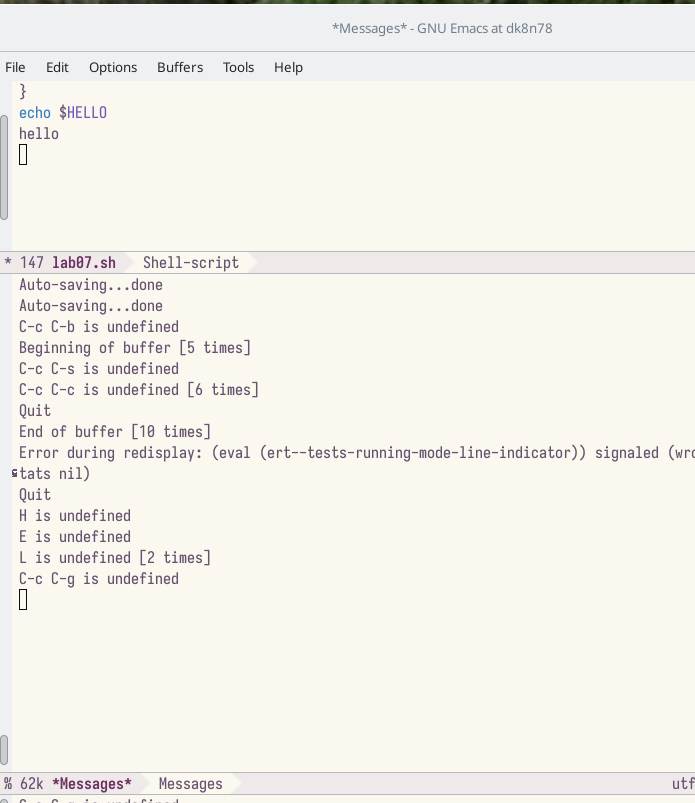 *Messages* - GNU Emacs at dk8n78
File Edit Options Buffers Tools Help
}
echo $HELLO
hello
* 147 lab07.sh Shell-script
Auto-saving...done
Auto-saving...done
C-c C-b is undefined
Beginning of buffer [5 times]
C-c C-s is undefined
C-c C-c is undefined [6 times]
Quit
End of buffer [10 times]
Error during redisplay: (eval (ert--tests-running-mode-line-indicator)) signaled (wro
tats nil)
Quit
H is undefined
E is undefined
L is undefined [2 times]
C-c C-g is undefined
% 62k *Messages* Messages utf